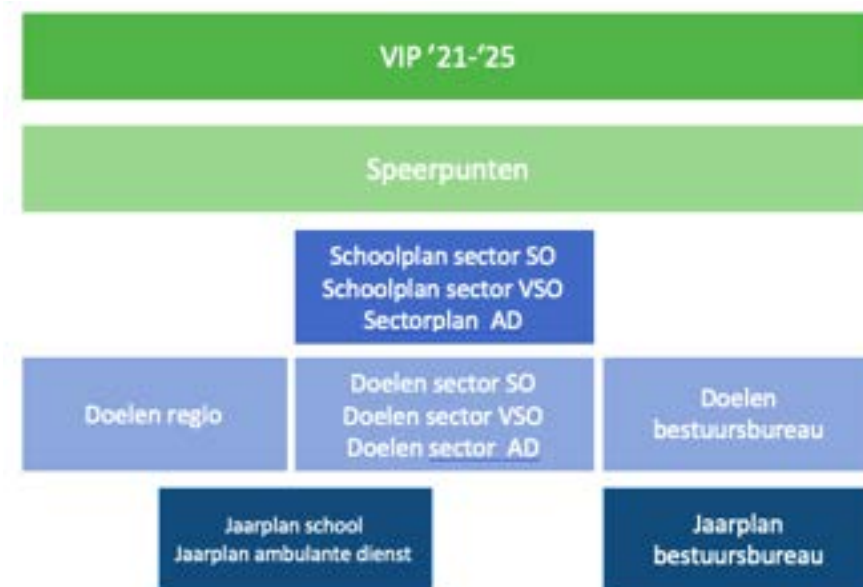 VIP ’21-’25
Speerpunten
Schoolplan sector SO
Schoolplan sector VSO
Sectorplan AD
Doelen regio
Doelen sector SO
Doelen sector VSO
Doelen sector AD
Doelen
bestuursbureau
Jaarplan school
Jaarplan ambulante dienst
Jaarplan
bestuursbureau